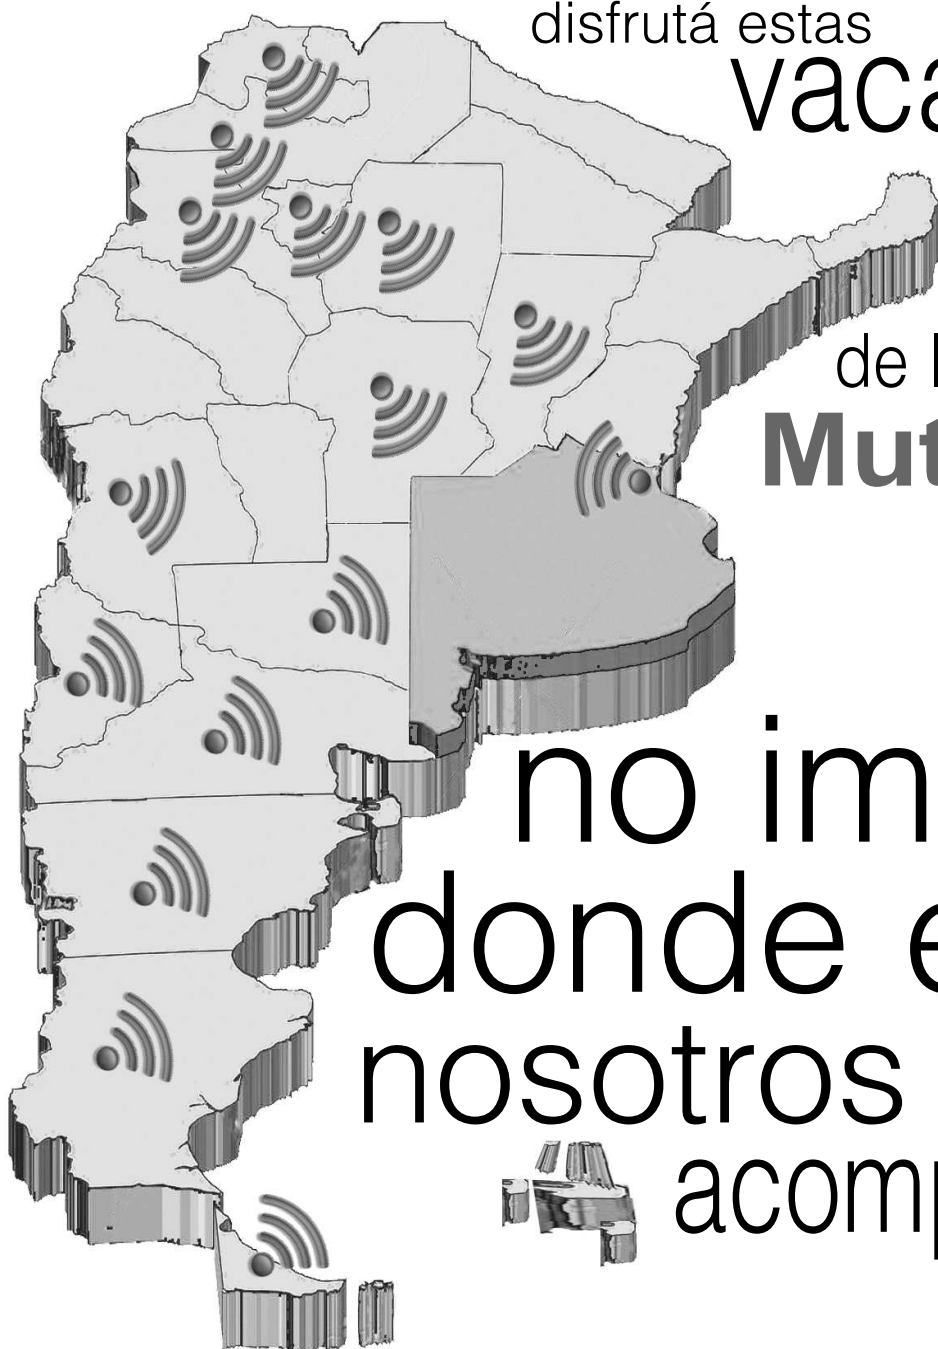 disfrutá estas
vaca
de l
Mut
no im
donde e
nosotros
acomp